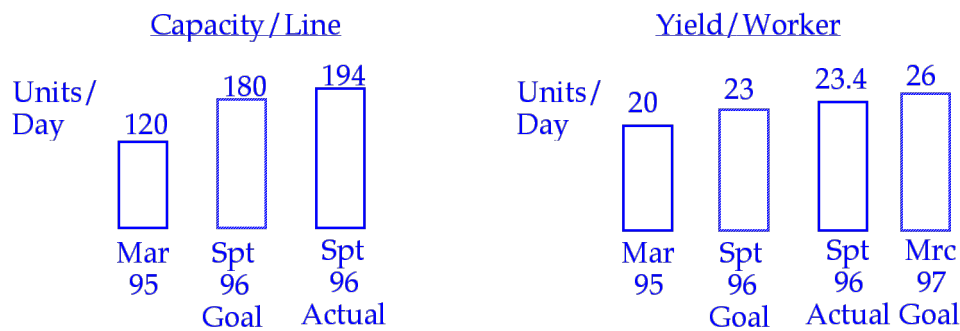 Capacity/Line
Units/
Day
120
180
194
Mar
95
Spt
96
Goal
Spt
96
Actual
Yield/Worker
Units/
Day
20
23
23.4
26
Mar
95
Spt
96
Goal
Spt
96
Actual
Mrc
97
Goal